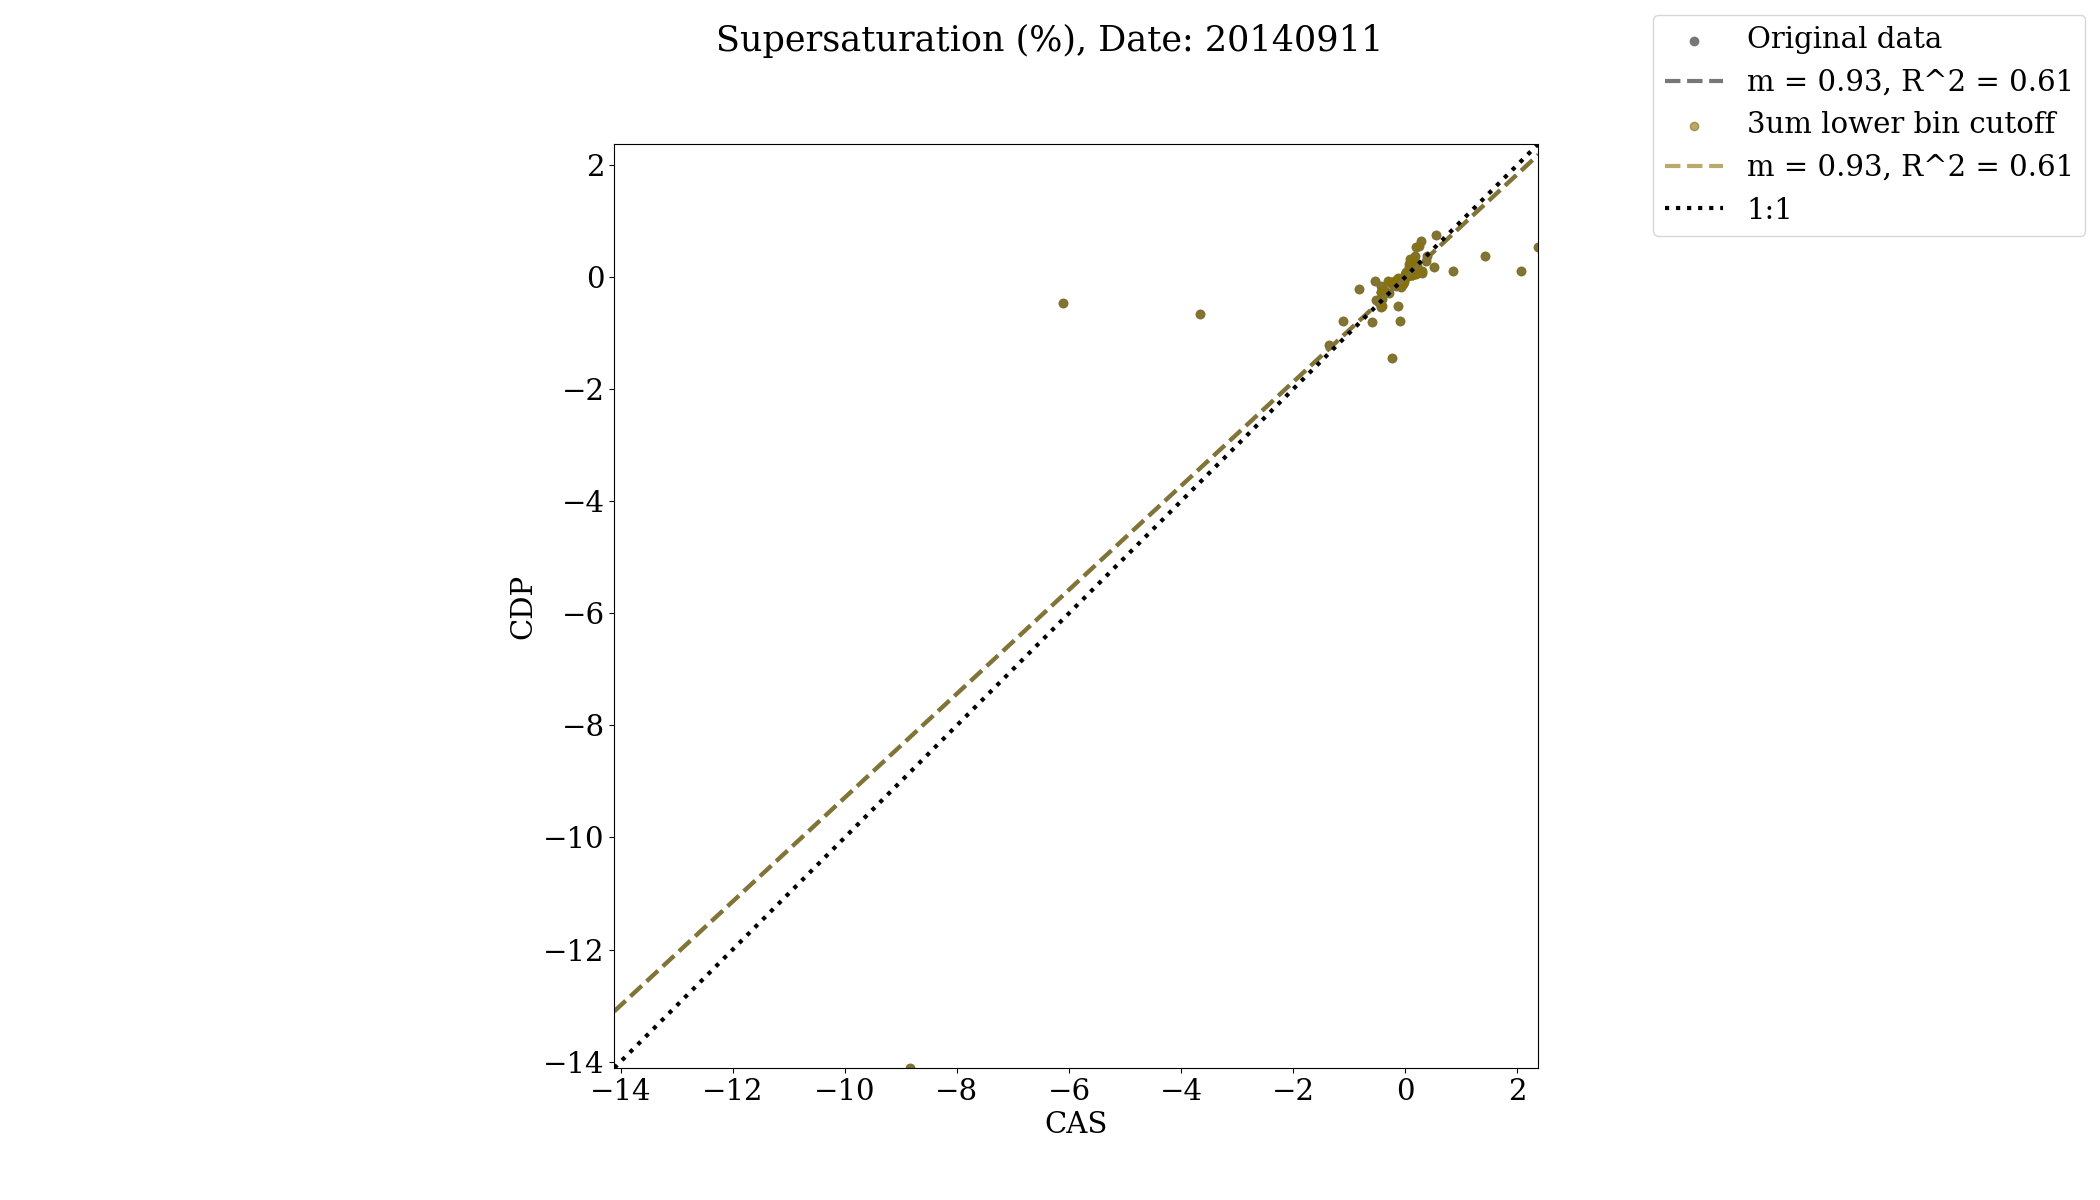 Supersaturation (%), Date: 20140911
Original data
m = 0.93, R^2 = 0.61
3um lower bin cutoff
m = 0.93, R^2 = 0.61
1:1
2
0
−2
−4
−6
−8
−10
−12
−14
CDP
−14 −12 −10 −8 −6 −4 −2 0 2
CAS